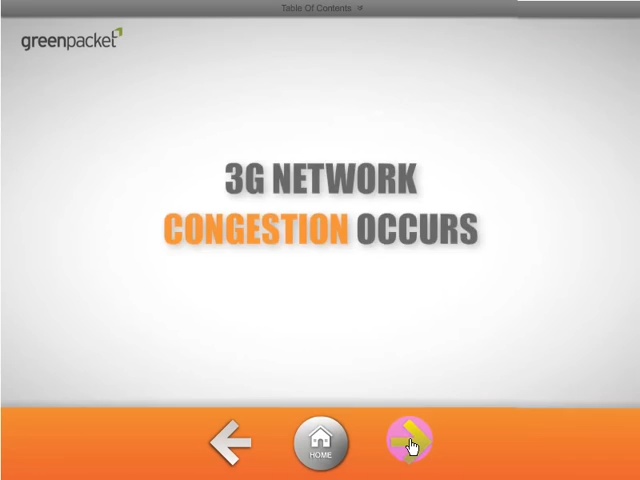 Table Of Contents
greenpacket
3G NETWORK
CONGESTION OCCURS
HOME